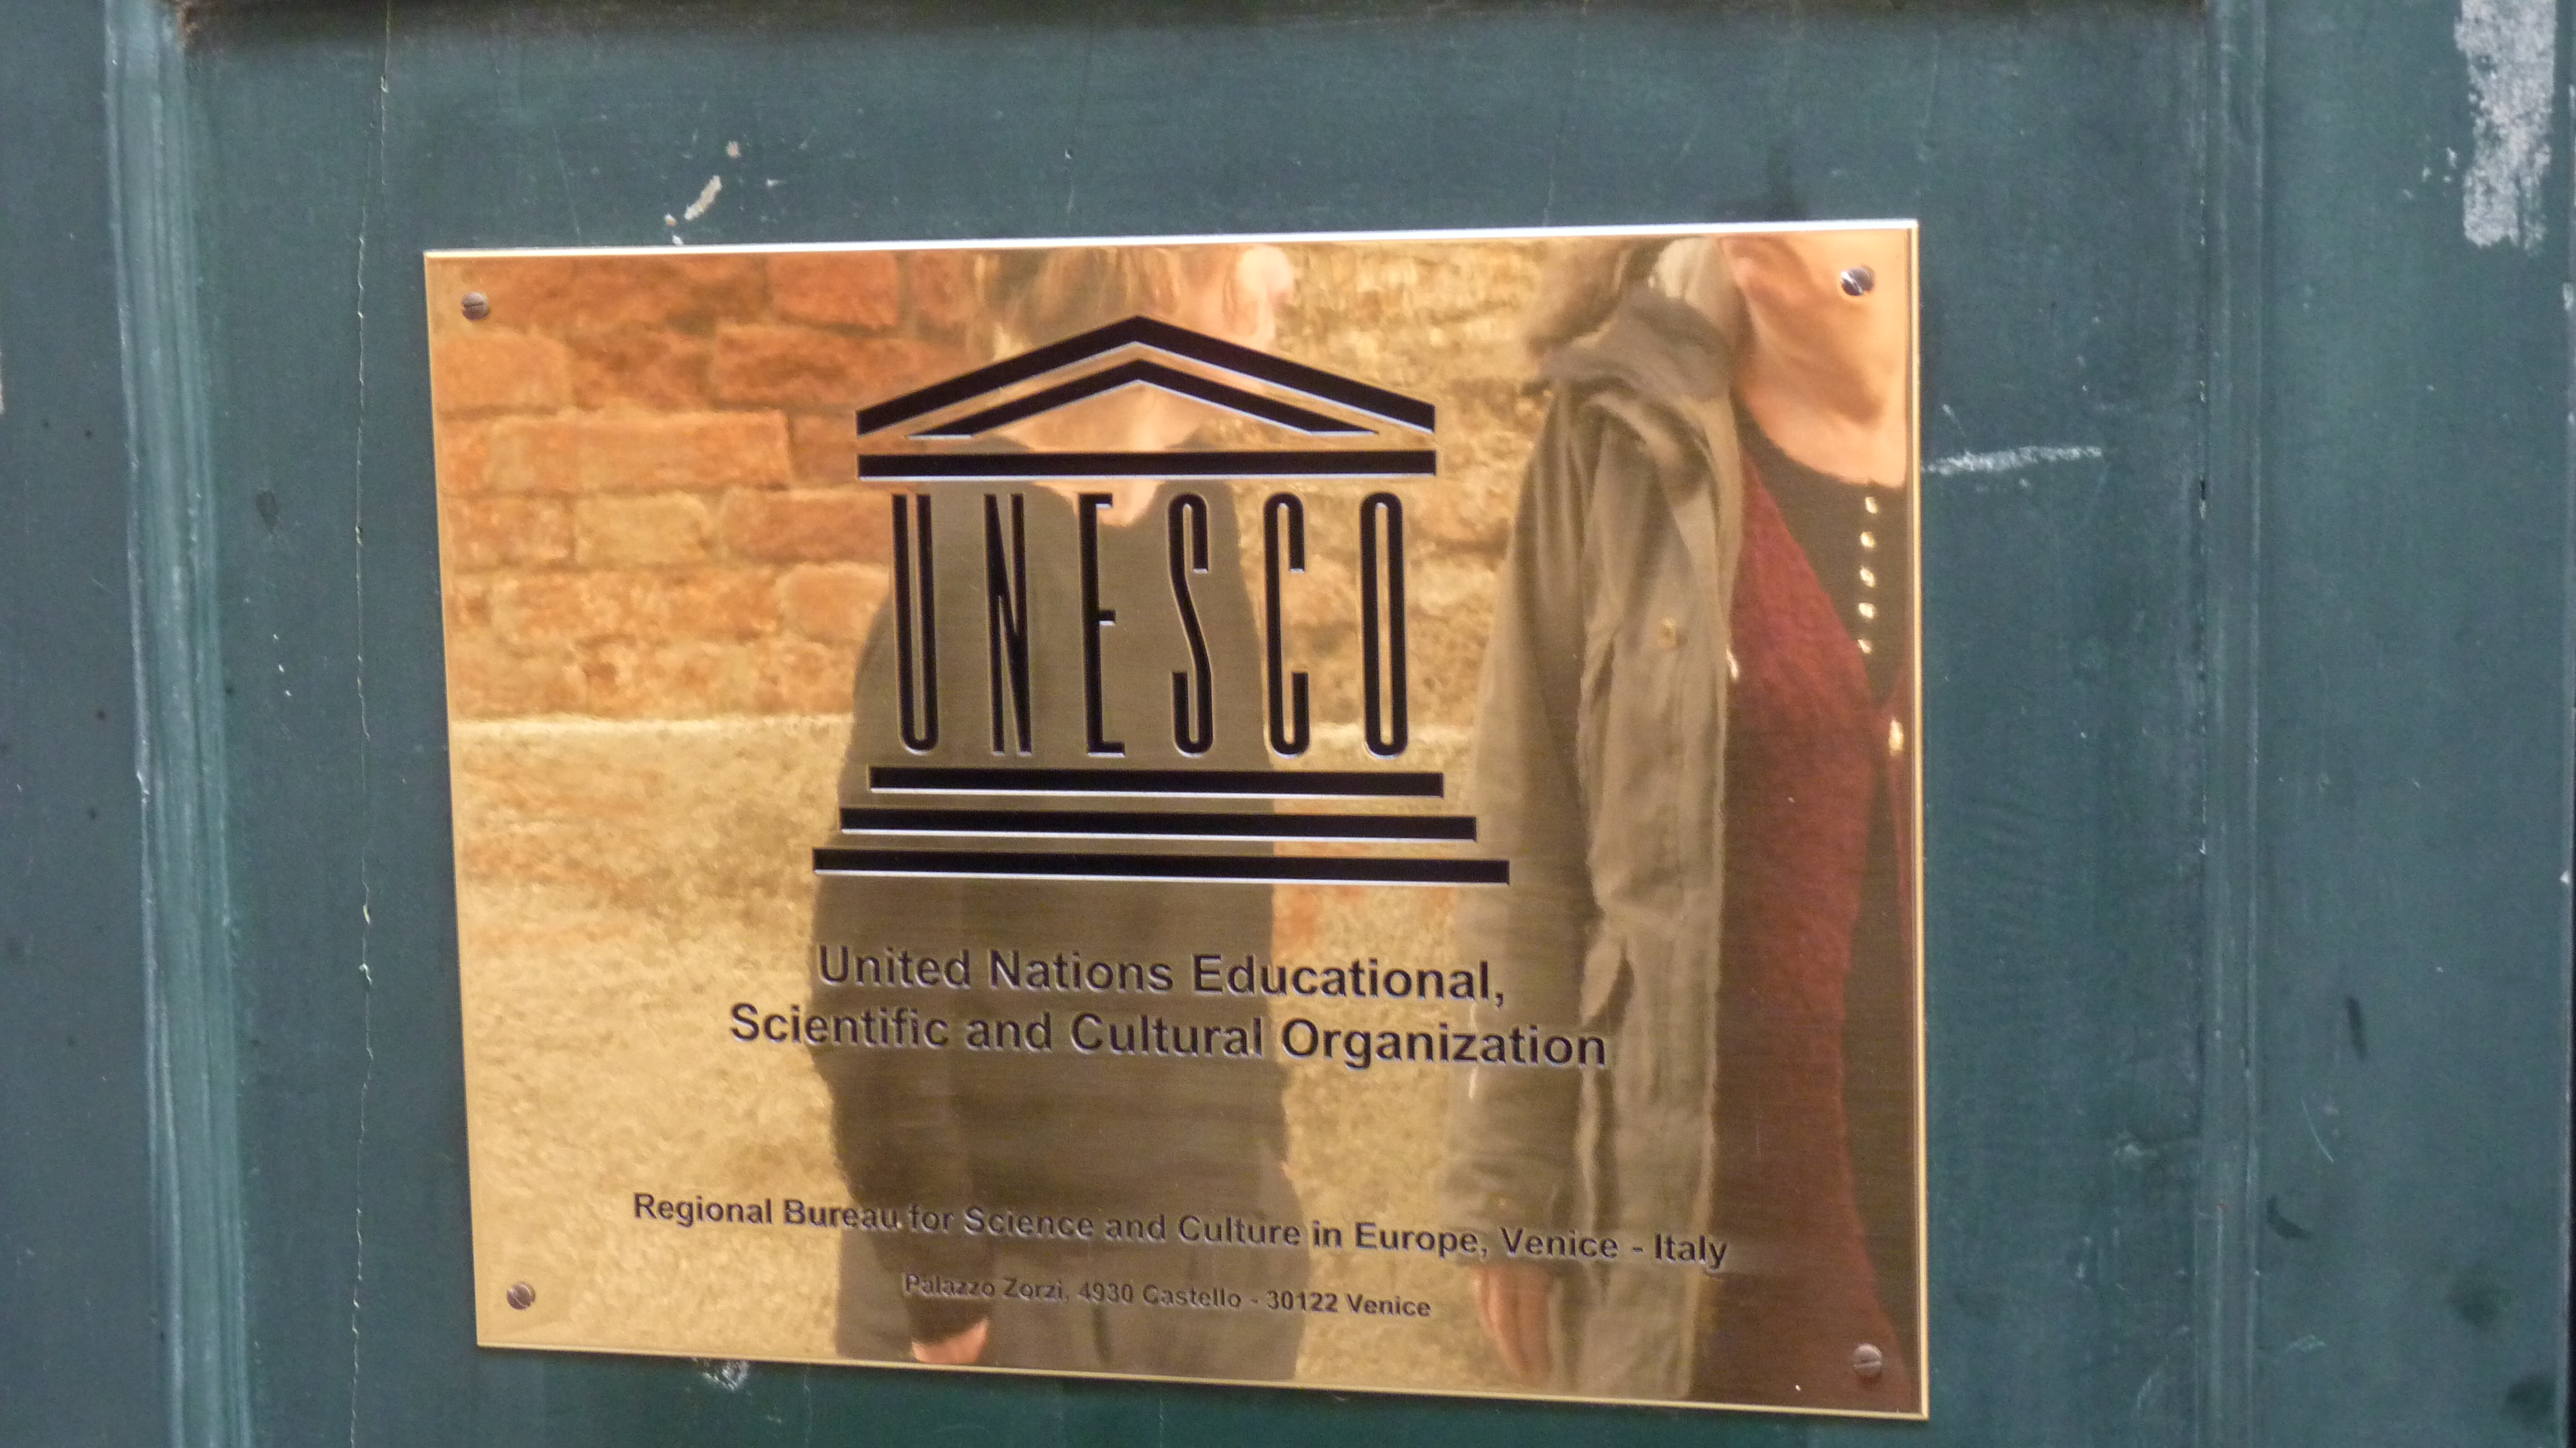 UNESCO
United Nations Educational,
Scientific and Cultural Organization
Regional Bureau for Science and Culture in Europe, Venice - Italy
Palazzo Zorzi, 4930 Castello - 30122 Venice